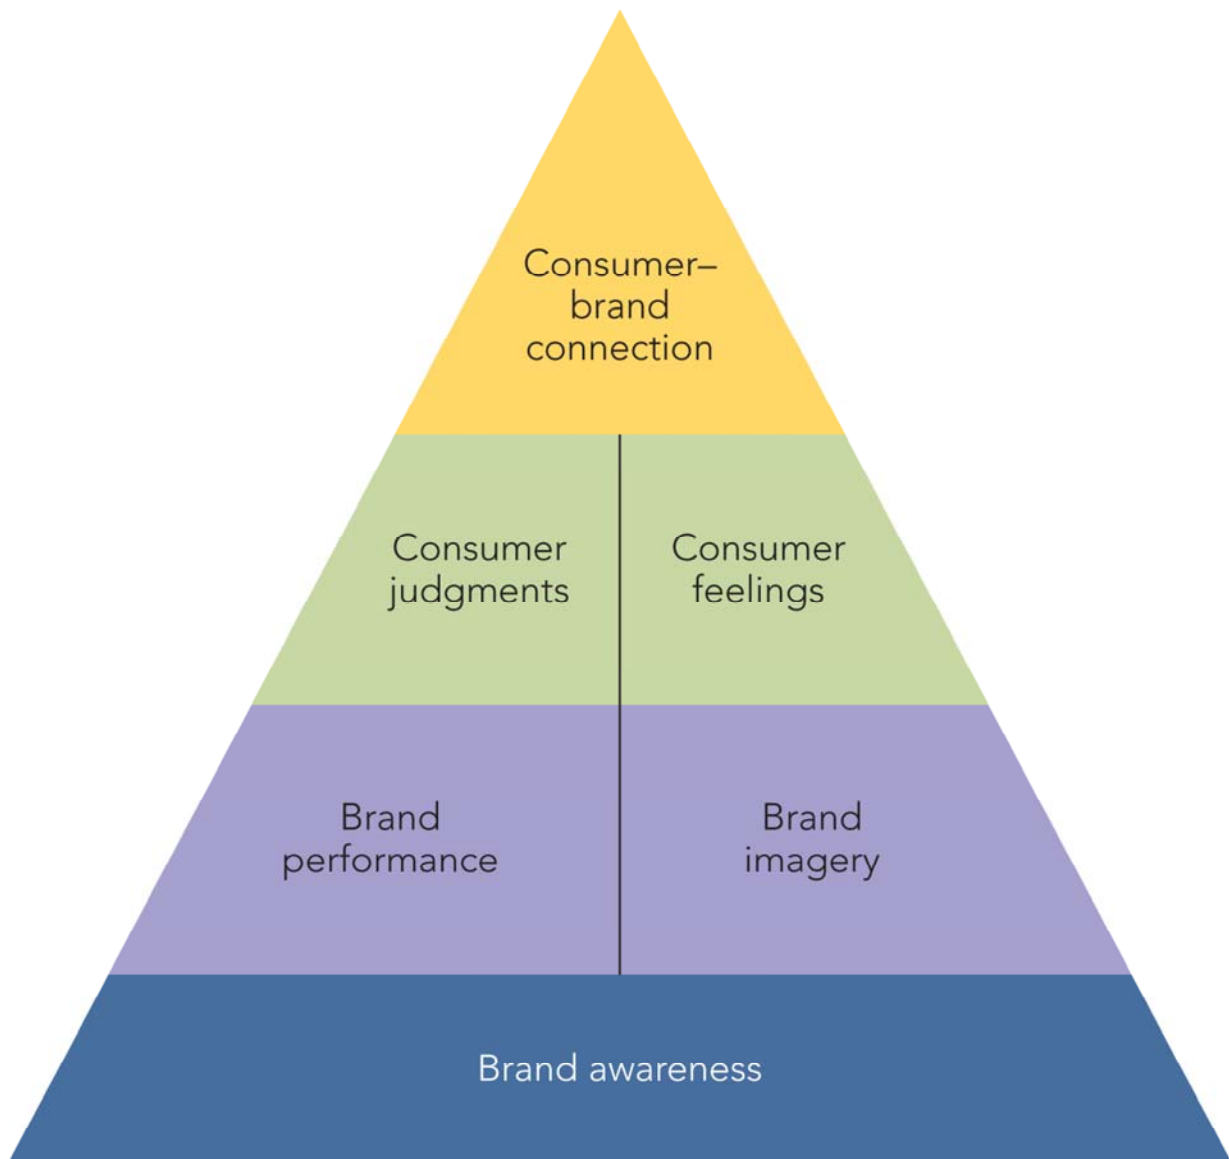 Consumer–
brand
connection
Consumer
judgments
Consumer
feelings
Brand
performance
Brand
imagery
Brand awareness